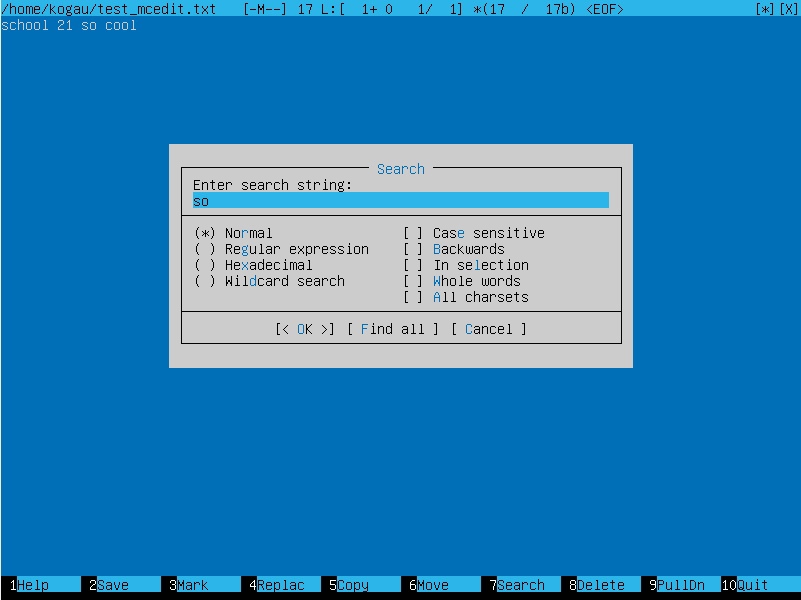 /home/kogau/test_mcedit.txt   [-M--] 17 L:[  1+ 0   1/  1] *(17  /  17b) <EOF>   [*][X]
school 21 so cool
Search
Enter search string:
so
(*) Normal   [ ] Case sensitive
( ) Regular expression   [ ] Backwards
( ) Hexadecimal   [ ] In selection
( ) Wildcard search   [ ] Whole words
[ ] All charsets
[< OK >] [ Find all ] [ Cancel ]
1Help   2Save   3Mark   4Replac   5Copy   6Move   7Search   8Delete   9PullDn   10Quit